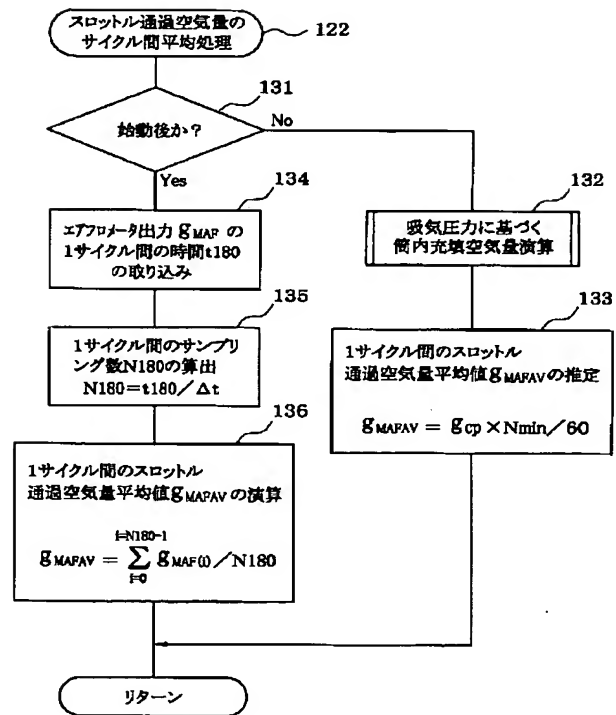 スロットル通過空気量の
サイクル間平均処理
122
131
始動後か?
No
Yes
134
エアフロメータ出力 gMAF の
1サイクル間の時間t180
の取り込み
132
吸気圧力に基づく
筒内充填空気量演算
135
1サイクル間のサンプリ
ング数N180の算出
N180=t180/Δt
133
1サイクル間のスロットル
通過空気量平均値gMAFAVの推定
gMAFAV = gcp×Nmin/60
136
1サイクル間のスロットル
通過空気量平均値gMAFAVの演算
i=N180-1
gMAFAV = Σ gMAF(i)/N180
i=0
リターン